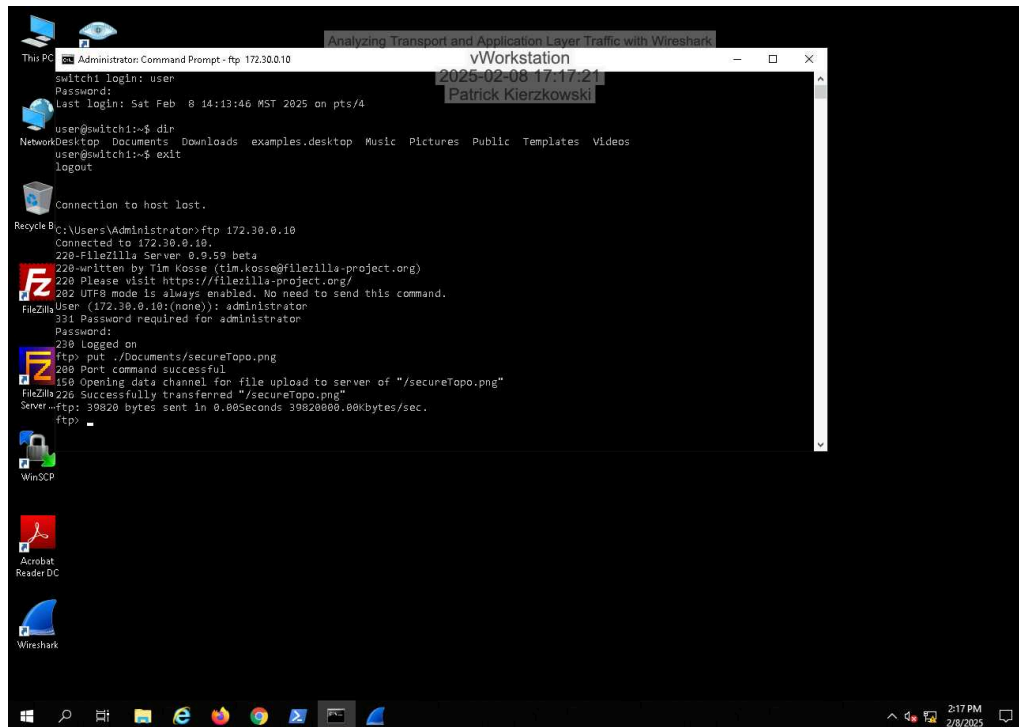 Analyzing Transport and Application Layer Traffic with Wireshark
vWorkstation
2025-02-08 17:17:21
Patrick Kierzkowski
This PC
Network
Recycle B
FileZilla
FileZilla
Server ...
WinSCP
Acrobat
Reader DC
Wireshark
Administrator: Command Prompt - ftp 172.30.0.10
switch1 login: user
Password:
Last login: Sat Feb  8 14:13:46 MST 2025 on pts/4
user@switch1:~$ dir
Desktop  Documents  Downloads  examples.desktop  Music  Pictures  Public  Templates  Videos
user@switch1:~$ exit
logout
Connection to host lost.
C:\Users\Administrator>ftp 172.30.0.10
Connected to 172.30.0.10.
220-FileZilla Server 0.9.59 beta
220-written by Tim Kosse (tim.kosse@filezilla-project.org)
220 Please visit https://filezilla-project.org/
202 UTF8 mode is always enabled. No need to send this command.
User (172.30.0.10:(none)): administrator
331 Password required for administrator
Password:
230 Logged on
ftp> put ./Documents/secureTopo.png
200 Port command successful
150 Opening data channel for file upload to server of "/secureTopo.png"
226 Successfully transferred "/secureTopo.png"
ftp: 39820 bytes sent in 0.00Seconds 39820000.00Kbytes/sec.
ftp>
2:17 PM
2/8/2025